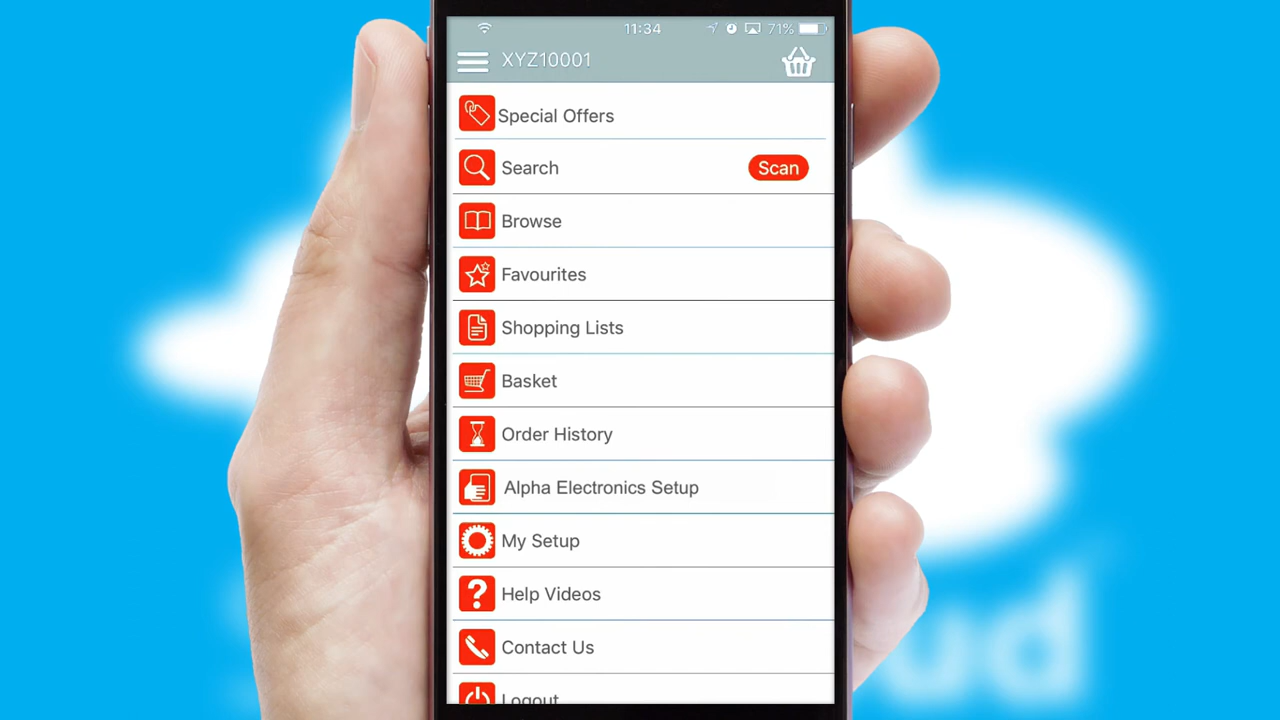 11:34 71%
XYZ10001
Special Offers
Search Scan
Browse
Favourites
Shopping Lists
Basket
Order History
Alpha Electronics Setup
My Setup
Help Videos
Contact Us
Logout